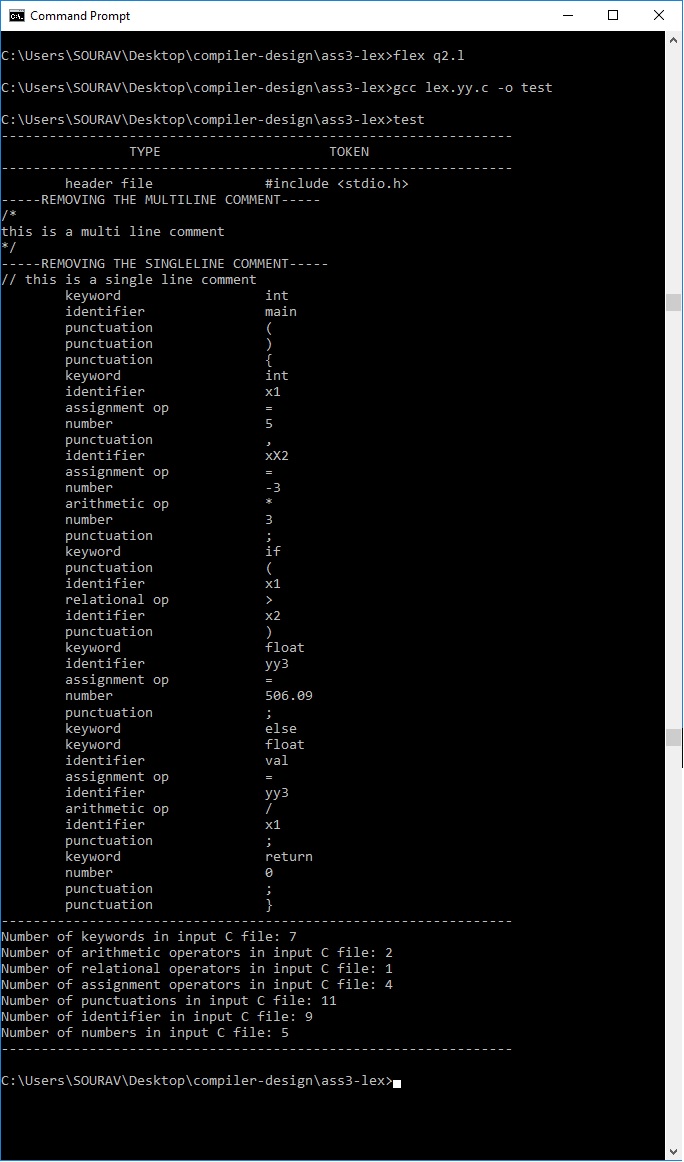 Command Prompt
C:\Users\SOURAV\Desktop\compiler-design\ass3-lex>flex q2.l
C:\Users\SOURAV\Desktop\compiler-design\ass3-lex>gcc lex.yy.c -o test
C:\Users\SOURAV\Desktop\compiler-design\ass3-lex>test
----------------------------------------------------------------
TYPE TOKEN
----------------------------------------------------------------
header file #include <stdio.h>
-----REMOVING THE MULTILINE COMMENT-----
/*
this is a multi line comment
*/
-----REMOVING THE SINGLELINE COMMENT-----
// this is a single line comment
keyword int
identifier main
punctuation (
punctuation )
punctuation {
keyword int
identifier x1
assignment op =
number 5
punctuation ,
identifier xX2
assignment op =
number -3
arithmetic op *
number 3
punctuation ;
keyword if
punctuation (
identifier x1
relational op >
identifier x2
punctuation )
keyword float
identifier yy3
assignment op =
number 506.09
punctuation ;
keyword else
keyword float
identifier val
assignment op =
identifier yy3
arithmetic op /
identifier x1
punctuation ;
keyword return
number 0
punctuation ;
punctuation }
----------------------------------------------------------------
Number of keywords in input C file: 7
Number of arithmetic operators in input C file: 2
Number of relational operators in input C file: 1
Number of assignment operators in input C file: 4
Number of punctuations in input C file: 11
Number of identifier in input C file: 9
Number of numbers in input C file: 5
----------------------------------------------------------------
C:\Users\SOURAV\Desktop\compiler-design\ass3-lex>